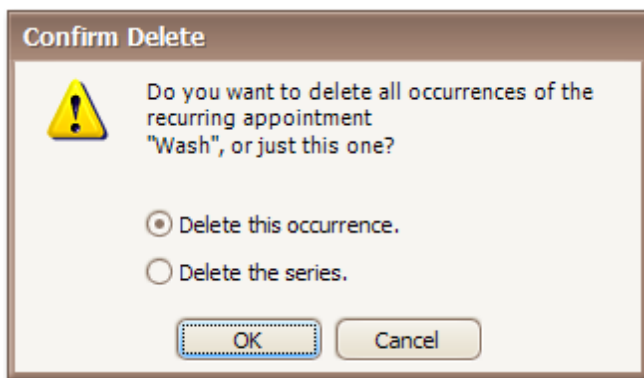 Confirm Delete
Do you want to delete all occurrences of the
recurring appointment
"Wash", or just this one?
Delete this occurrence.
Delete the series.
OK Cancel